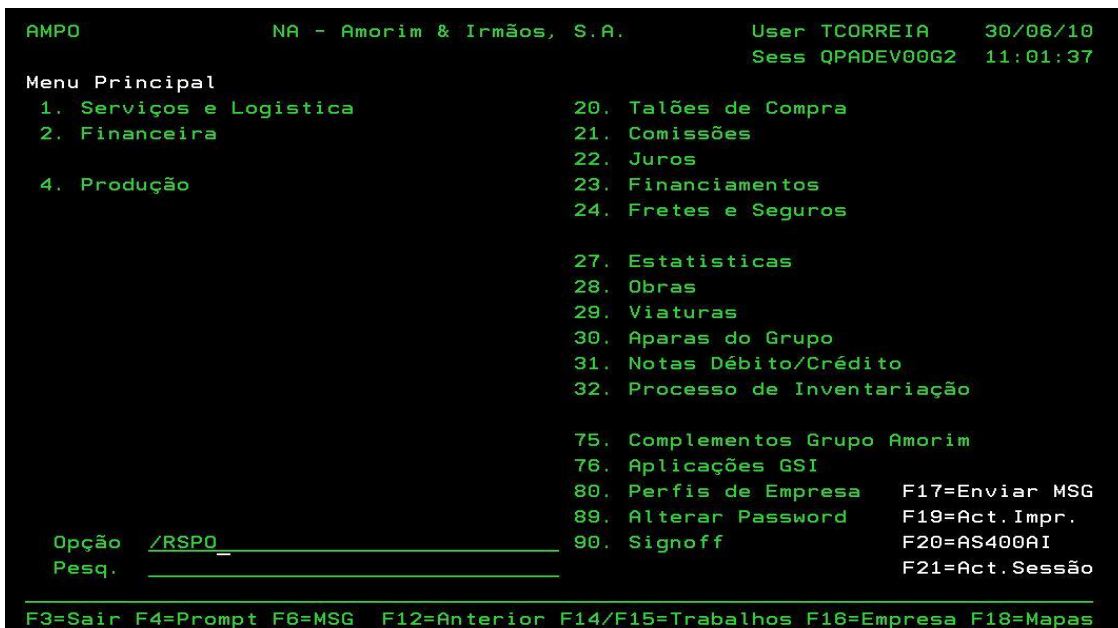 AMPO NA - Amorim & Irmãos, S.A. User TCORREIA 30/06/10
Sess QPADEV00G2 11:01:37
Menu Principal
1. Serviços e Logistica 20. Talões de Compra
2. Financeira 21. Comissões
22. Juros
4. Produção 23. Financiamentos
24. Fretes e Seguros
27. Estatisticas
28. Obras
29. Viaturas
30. Aparas do Grupo
31. Notas Débito/Crédito
32. Processo de Inventariação
75. Complementos Grupo Amorim
76. Aplicações GSI
80. Perfis de Empresa F17=Enviar MSG
89. Alterar Password F19=Act.Impr.
Opção /RSPO_ 90. Signoff F20=AS400AI
Pesq. F21=Act.Sessão
F3=Sair F4=Prompt F6=MSG F12=Anterior F14/F15=Trabalhos F16=Empresa F18=Mapas